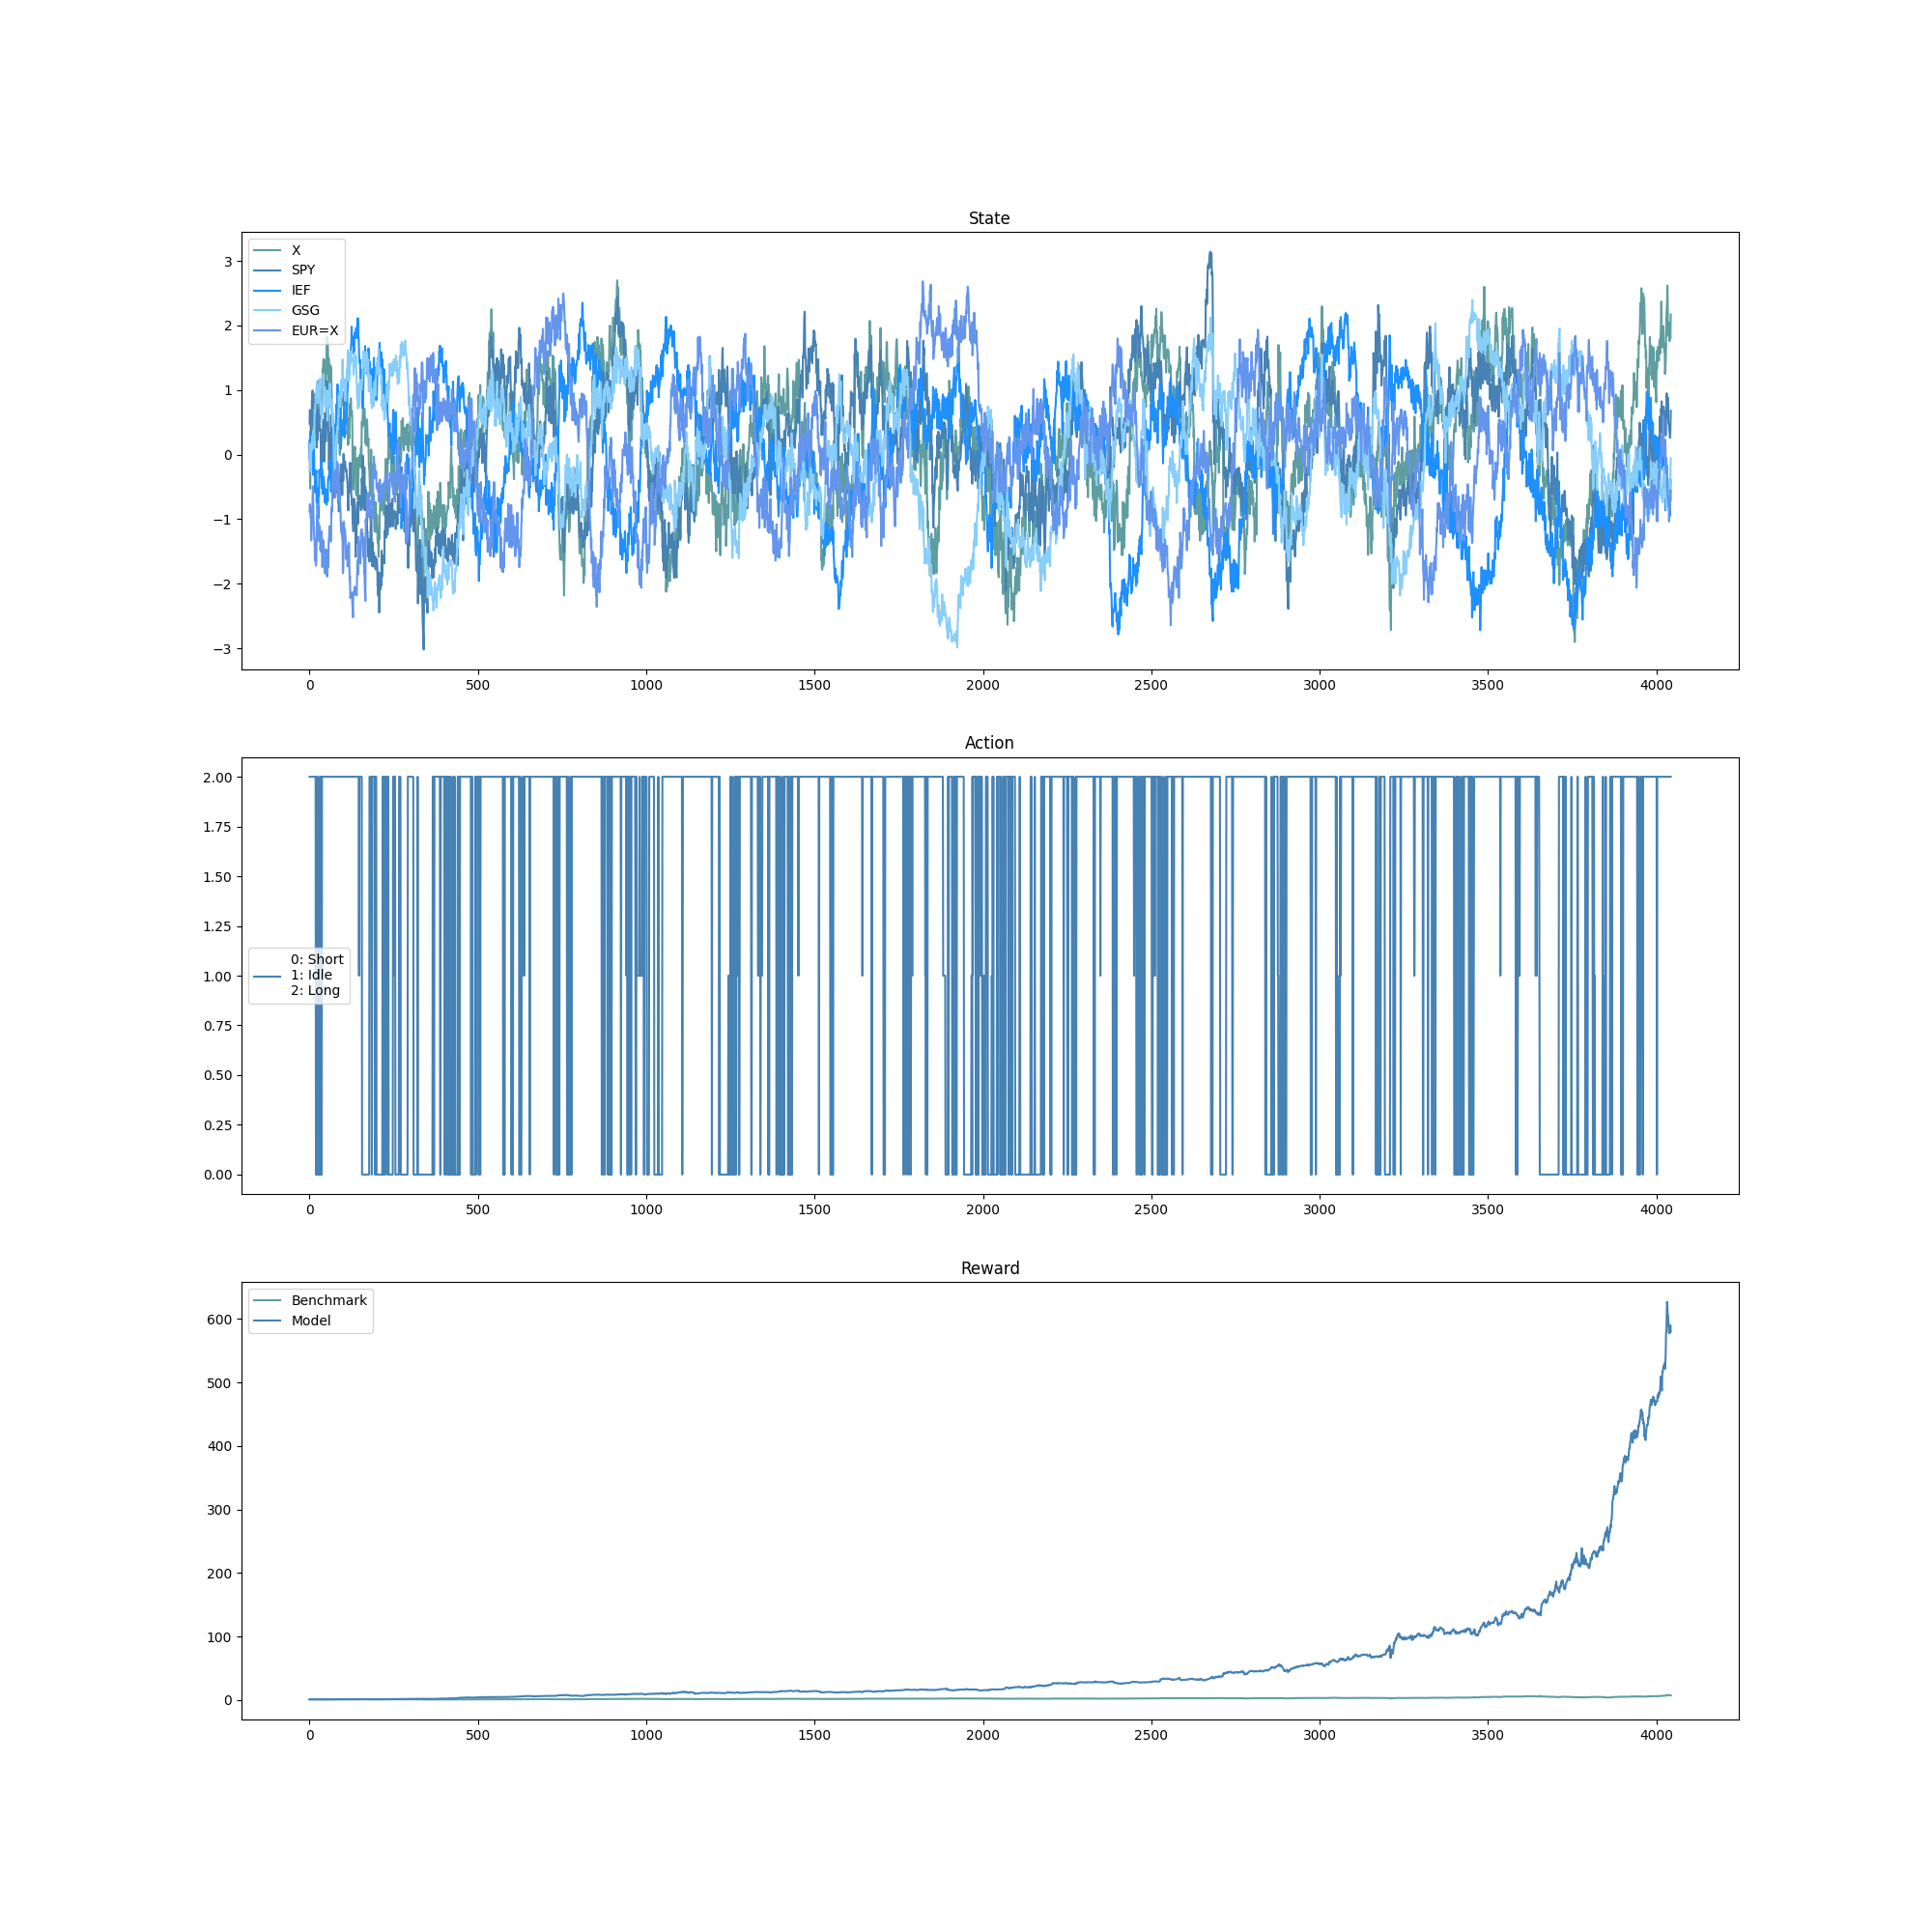 State
X
SPY
IEF
GSG
EUR=X
3
2
1
0
−1
−2
−3
0 500 1000 1500 2000 2500 3000 3500 4000
Action
2.00
1.75
1.50
1.25
1.00
0.75
0.50
0.25
0.00
0: Short
1: Idle
2: Long
0 500 1000 1500 2000 2500 3000 3500 4000
Reward
Benchmark
Model
600
500
400
300
200
100
0
0 500 1000 1500 2000 2500 3000 3500 4000